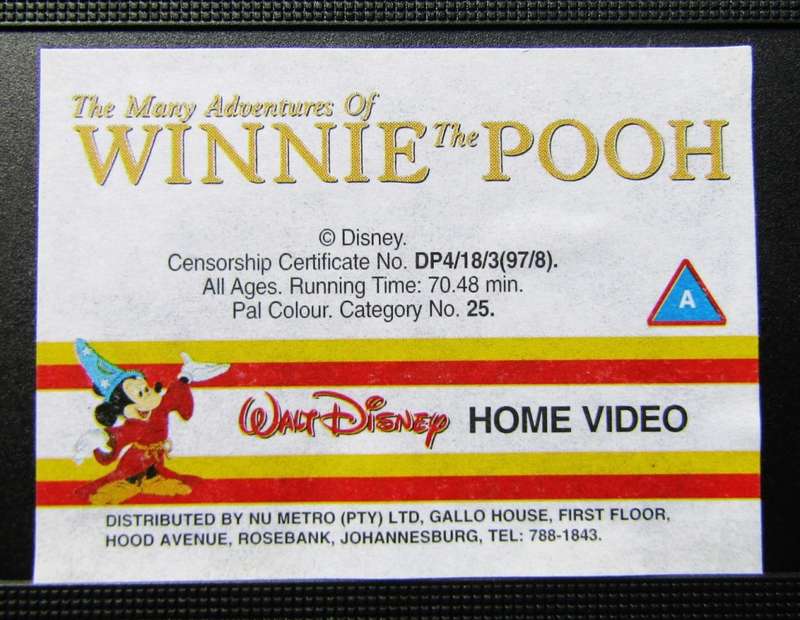 The Many Adventures Of
WINNIE The POOH
© Disney.
Censorship Certificate No. DP4/18/3(97/8).
All Ages. Running Time: 70.48 min.
Pal Colour. Category No. 25.
A
WALT DISNEY HOME VIDEO
DISTRIBUTED BY NU METRO (PTY) LTD, GALLO HOUSE, FIRST FLOOR,
HOOD AVENUE, ROSEBANK, JOHANNESBURG, TEL: 788-1843.